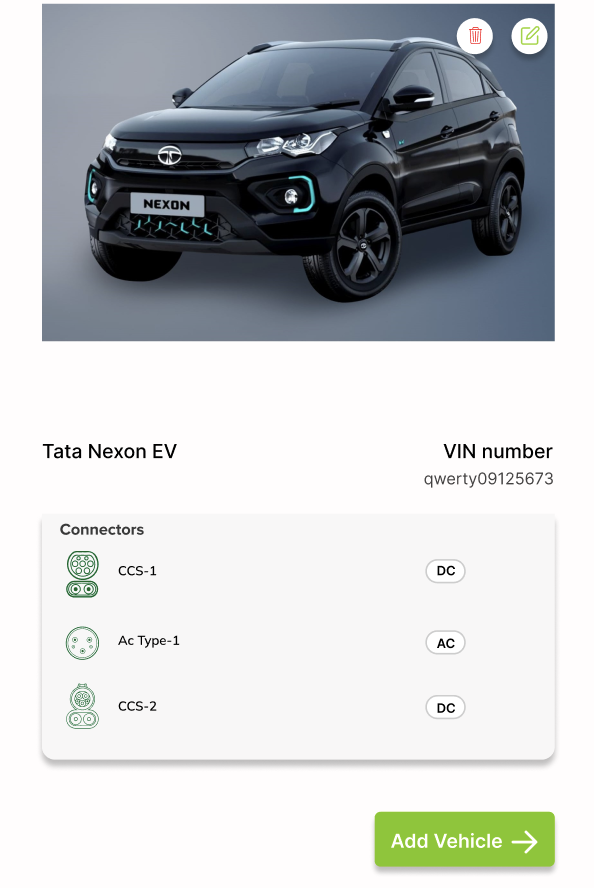 NEXON
Tata Nexon EV
VIN number
qwerty09125673
Connectors
CCS-1
DC
Ac Type-1
AC
CCS-2
DC
Add Vehicle